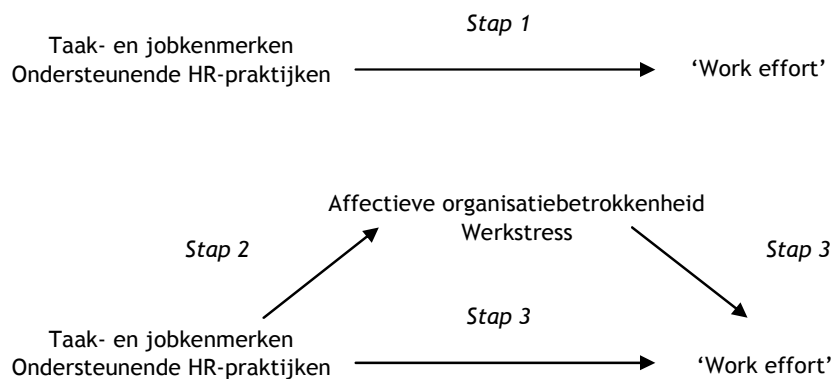 Stap 1
Taak- en jobkenmerken
Ondersteunende HR-praktijken
‘Work effort’
Affectieve organisatiebetrokkenheid
Werkstress
Stap 2
Stap 3
Stap 3
Taak- en jobkenmerken
Ondersteunende HR-praktijken
‘Work effort’